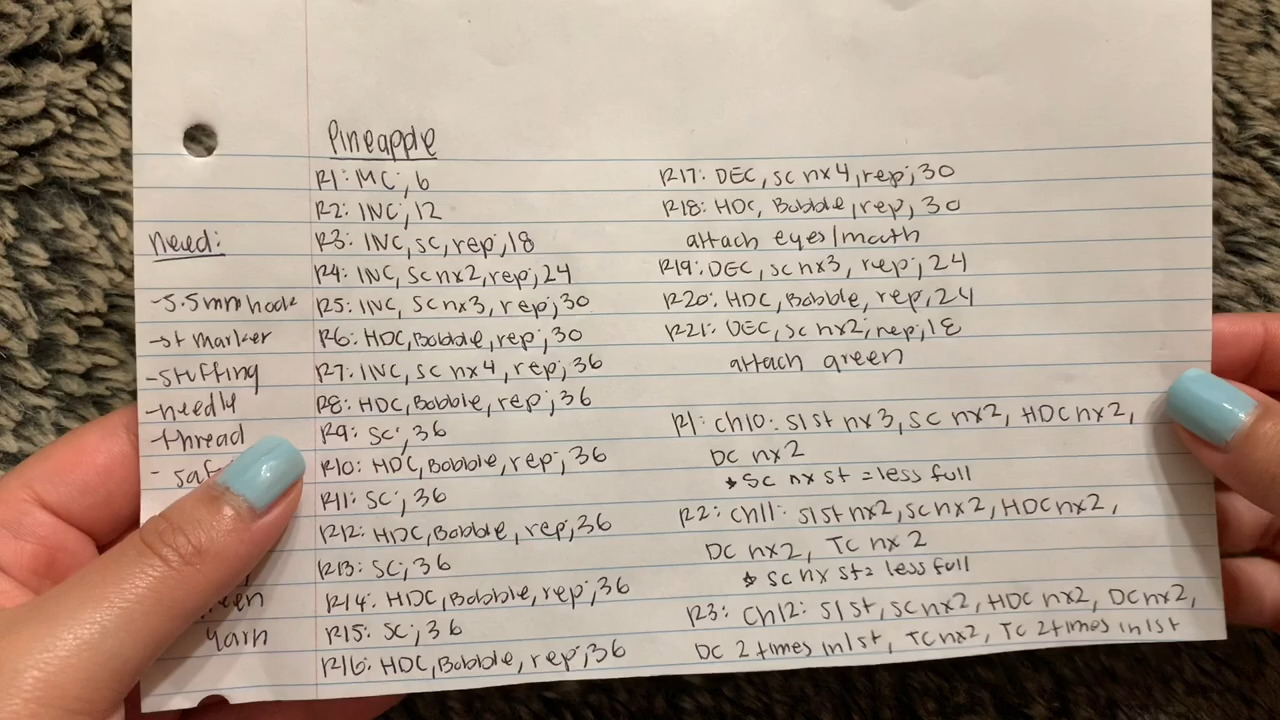 Pineapple
R1: MC; 6
R2: INC; 12
R3: INC, sc, rep; 18
R4: INC, sc nx2, rep; 24
R5: INC, sc nx3, rep; 30
R6: HDC, Bobble, rep; 30
R7: INC, sc nx4, rep; 36
R8: HDC, Bobble, rep; 36
R9: SC; 36
R10: HDC, Bobble, rep; 36
R11: SC; 36
R12: HDC, Bobble, rep; 36
R13: SC; 36
R14: HDC, Bobble, rep; 36
R15: SC; 36
R16: HDC, Bobble, rep; 36
need:
-5.5mm hook
-st marker
-stuffing
-needly
-thread
- saf
een
yarn
R17: DEC, sc nx4, rep; 30
R18: HDC, Bobble, rep; 30
attach eyes/mouth
R19: DEC, sc nx3, rep; 24
R20: HDC, Bobble, rep, 24
R21: DEC, sc nx2, rep; 18
attach green
R1: ch10: sl st nx3, sc nx2, HDC nx2,
DC nx2
* sc nx st = less full
R2: ch11: sl st nx2, sc nx2, HDC nx2,
DC nx2, TC nx2
* sc nx st = less full
R3: Ch12: sl st, sc nx2, HDC nx2, DC nx2,
DC 2 times in 1st, TC nx2, TC 2 times in 1st